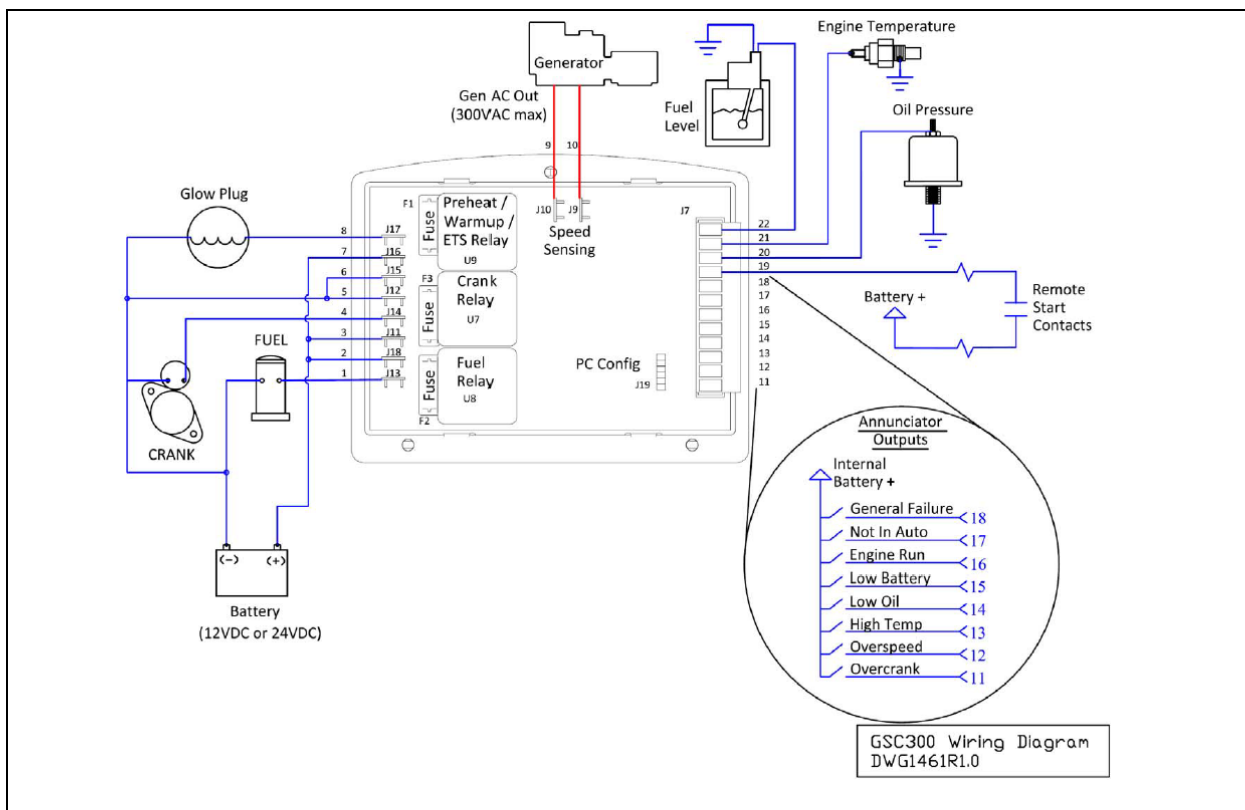 Engine Temperature
Generator
Gen AC Out
(300VAC max)
Fuel
Level
Oil Pressure
9
10
Glow Plug
F1
Fuse
Preheat /
Warmup /
ETS Relay
U9
J10
J9
Speed
Sensing
J7
8
J17
7
J16
6
J15
5
J12
4
J14
3
J11
2
J18
1
J13
F3
Fuse
Crank
Relay
U7
Fuse
Fuel
Relay
U8
F2
PC Config
J19
22
21
20
19
18
17
16
15
14
13
12
11
Battery +
Remote
Start
Contacts
FUEL
CRANK
(-)
(+)
Battery
(12VDC or 24VDC)
Annunciator
Outputs
Internal
Battery +
General Failure
18
Not In Auto
17
Engine Run
16
Low Battery
15
Low Oil
14
High Temp
13
Overspeed
12
Overcrank
11
GSC300 Wiring Diagram
DWG1461R1.0